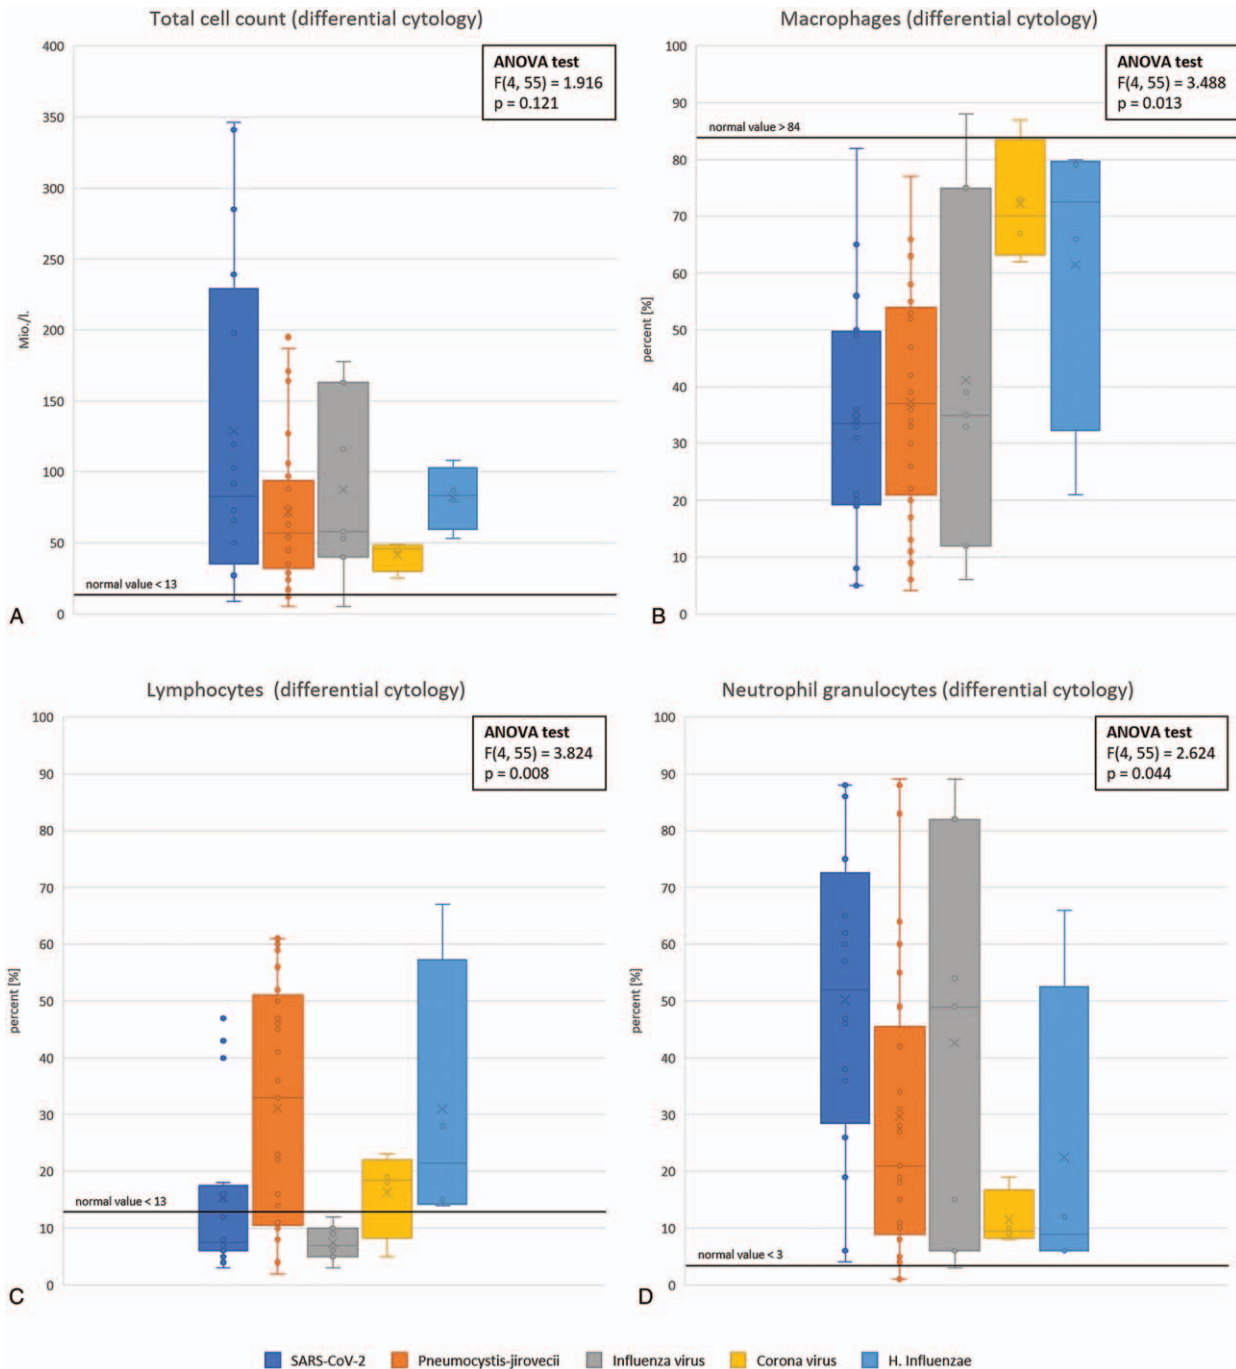 Total cell count (differential cytology)
400
350
300
250
200
150
100
50
0
Mio./l.
ANOVA test
F(4, 55) = 1.916
p = 0.121
normal value < 13
A
Macrophages (differential cytology)
100
90
80
70
60
50
40
30
20
10
0
percent [%]
ANOVA test
F(4, 55) = 3.488
p = 0.013
normal value > 84
B
Lymphocytes (differential cytology)
100
90
80
70
60
50
40
30
20
10
0
percent [%]
ANOVA test
F(4, 55) = 3.824
p = 0.008
normal value < 13
C
Neutrophil granulocytes (differential cytology)
100
90
80
70
60
50
40
30
20
10
0
percent [%]
ANOVA test
F(4, 55) = 2.624
p = 0.044
normal value < 3
D
SARS-CoV-2 Pneumocystis-jirovecii Influenza virus Corona virus H. Influenzae